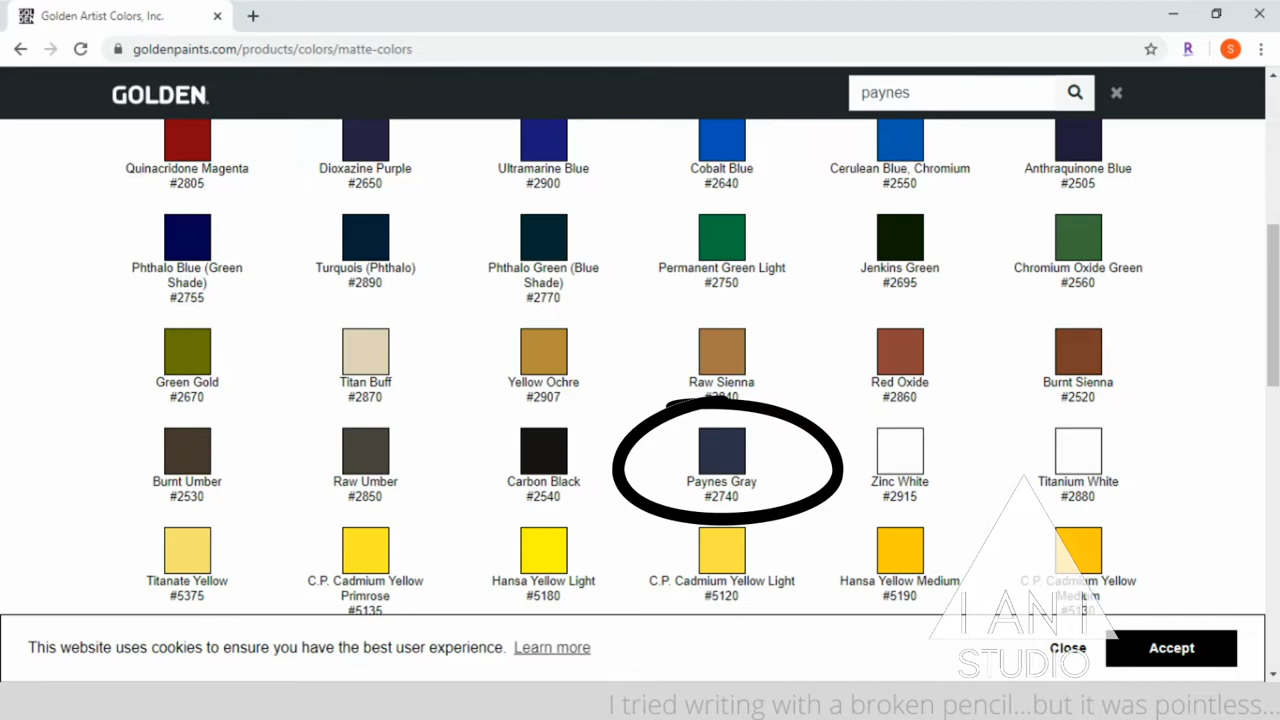 Golden Artist Colors, Inc.
goldenpaints.com/products/colors/matte-colors
R
S
GOLDEN
paynes
Quinacridone Magenta
#2805
Dioxazine Purple
#2650
Ultramarine Blue
#2900
Cobalt Blue
#2640
Cerulean Blue, Chromium
#2550
Anthraquinone Blue
#2505
Phthalo Blue (Green
Shade)
#2755
Turquois (Phthalo)
#2890
Phthalo Green (Blue
Shade)
#2770
Permanent Green Light
#2750
Jenkins Green
#2695
Chromium Oxide Green
#2560
Green Gold
#2670
Titan Buff
#2870
Yellow Ochre
#2907
Raw Sienna
#2840
Red Oxide
#2860
Burnt Sienna
#2520
Burnt Umber
#2530
Raw Umber
#2850
Carbon Black
#2540
Paynes Gray
#2740
Zinc White
#2915
Titanium White
#2880
Titanate Yellow
#5375
C.P. Cadmium Yellow
Primrose
#5135
Hansa Yellow Light
#5180
C.P. Cadmium Yellow Light
#5120
Hansa Yellow Medium
#5190
C.P. Cadmium Yellow
Medium
#5130
This website uses cookies to ensure you have the best user experience. Learn more
Close
Accept
I AN I
STUDIO
I tried writing with a broken pencil...but it was pointless...